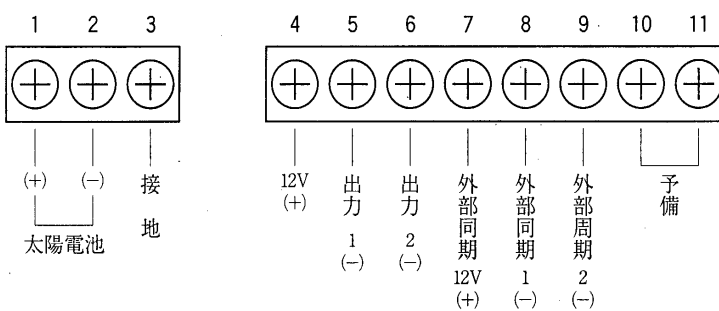 1 2 3 4 5 6 7 8 9 10 11
(+)
(−)
太陽電池
接地
12V
(+)
出力
1
(−)
出力
2
(−)
外部同期
12V
(+)
外部同期
1
(−)
外部周期
2
(−)
予備